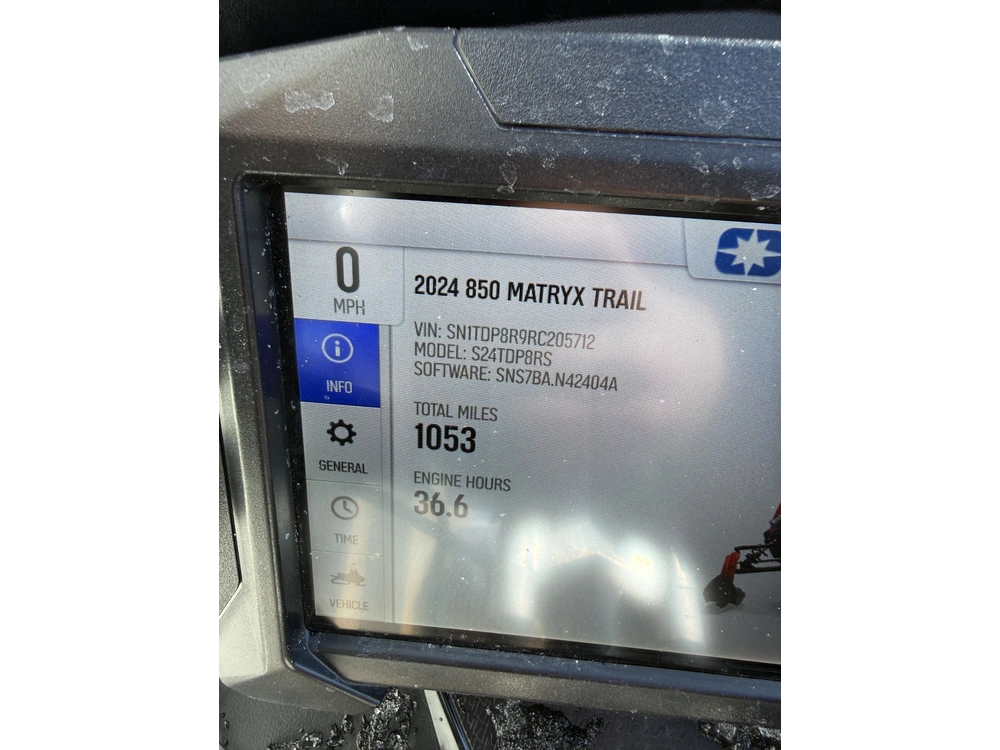 0
MPH
INFO
GENERAL
TIME
VEHICLE
2024 850 MATRYX TRAIL
VIN: SN1TDP8R9RC205712
MODEL: S24TDP8RS
SOFTWARE: SNS7BA.N42404A
TOTAL MILES
1053
ENGINE HOURS
36.6